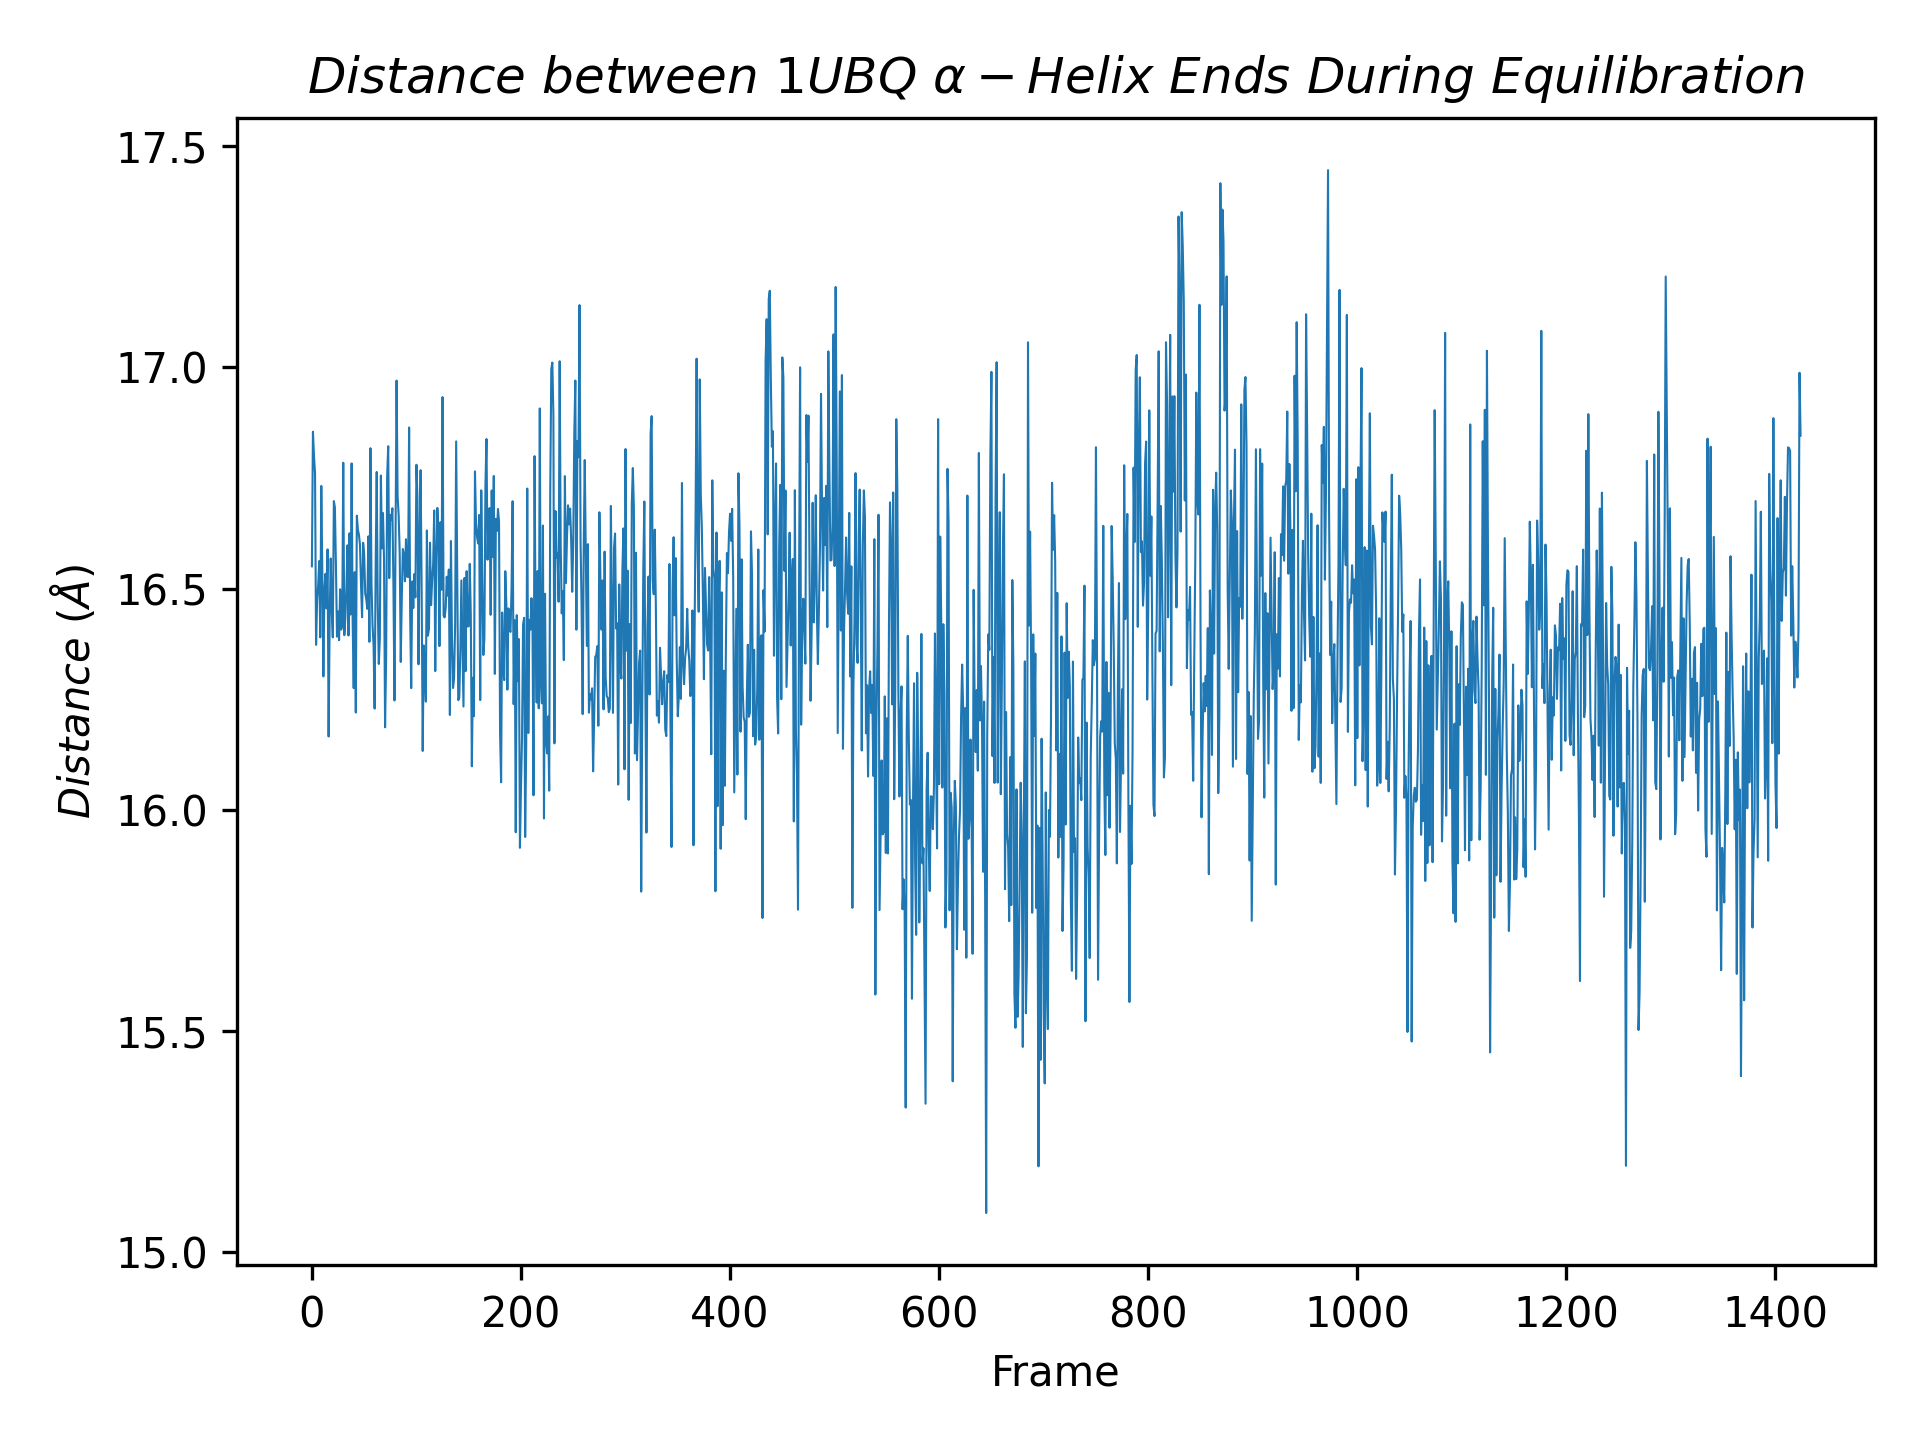 Distance between 1UBQ α − Helix Ends During Equilibration
17.5
17.0
16.5
16.0
15.5
15.0
Distance (Å)
0 200 400 600 800 1000 1200 1400
Frame